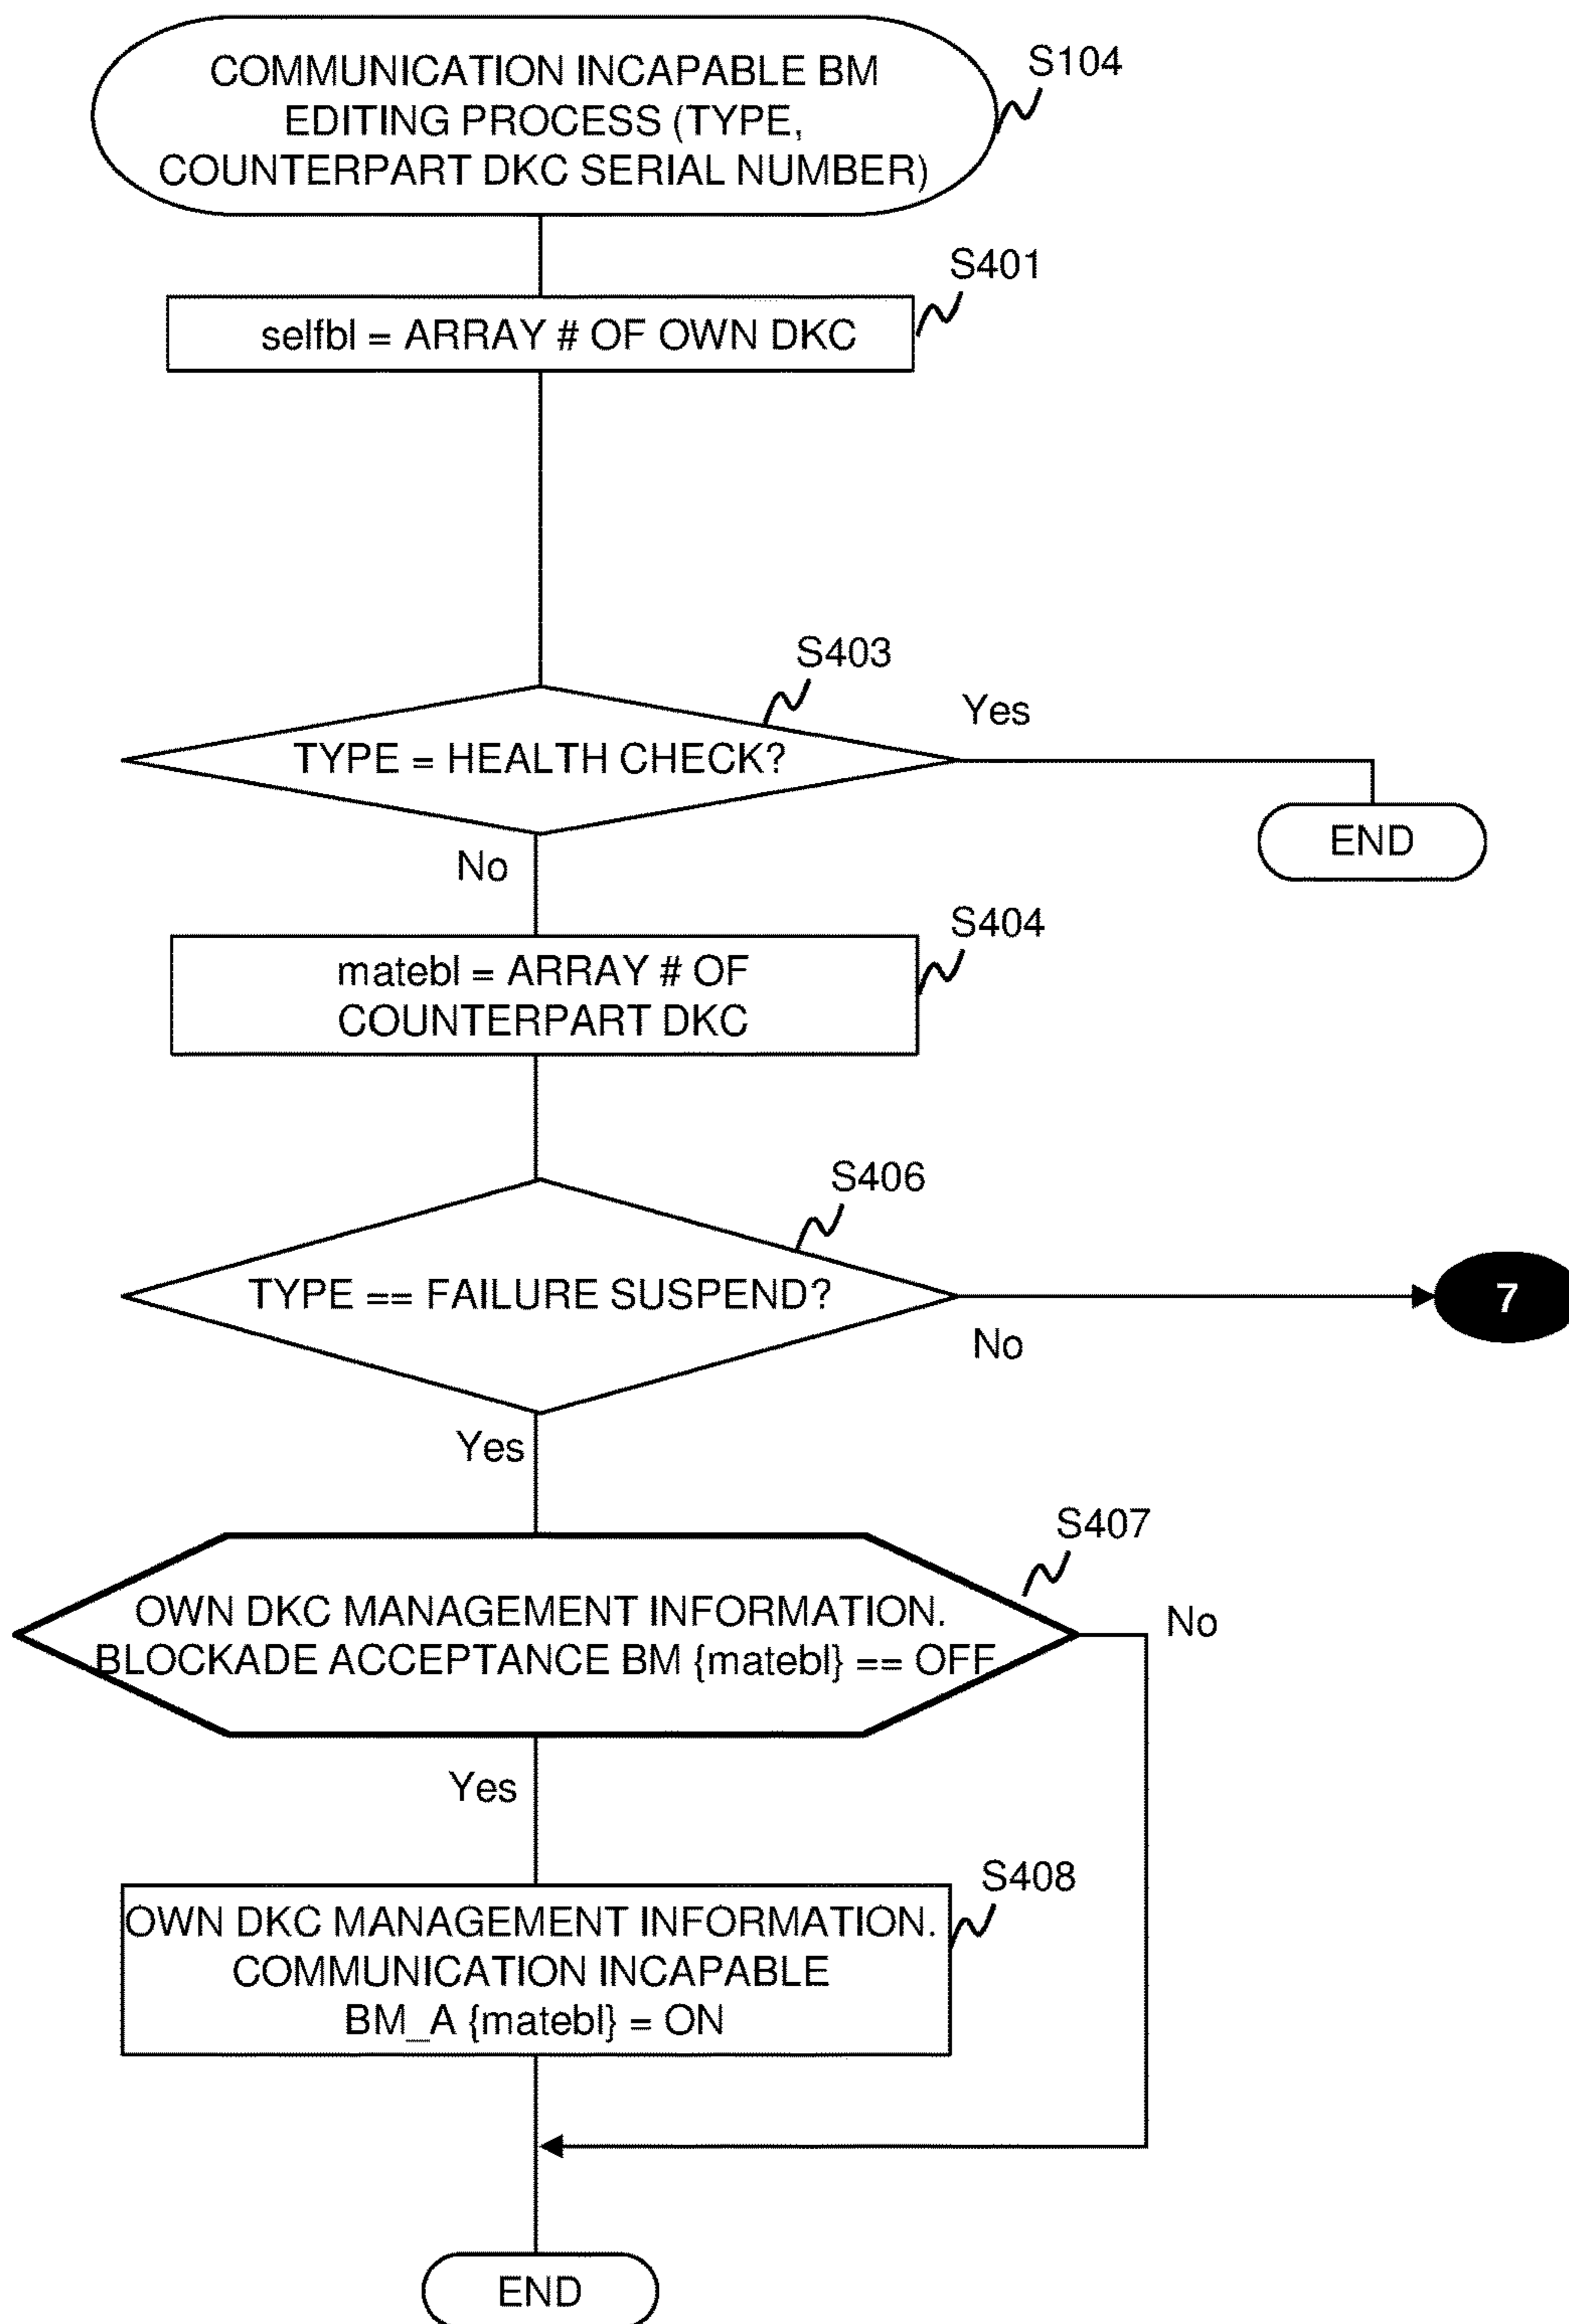 COMMUNICATION INCAPABLE BM
EDITING PROCESS (TYPE,
COUNTERPART DKC SERIAL NUMBER)
S104
S401
selfbl = ARRAY # OF OWN DKC
S403
Yes
TYPE = HEALTH CHECK?
END
No
S404
matebl = ARRAY # OF
COUNTERPART DKC
S406
TYPE == FAILURE SUSPEND?
7
No
Yes
S407
OWN DKC MANAGEMENT INFORMATION.
BLOCKADE ACCEPTANCE BM {matebl} == OFF
No
Yes
S408
OWN DKC MANAGEMENT INFORMATION.
COMMUNICATION INCAPABLE
BM_A {matebl} = ON
END